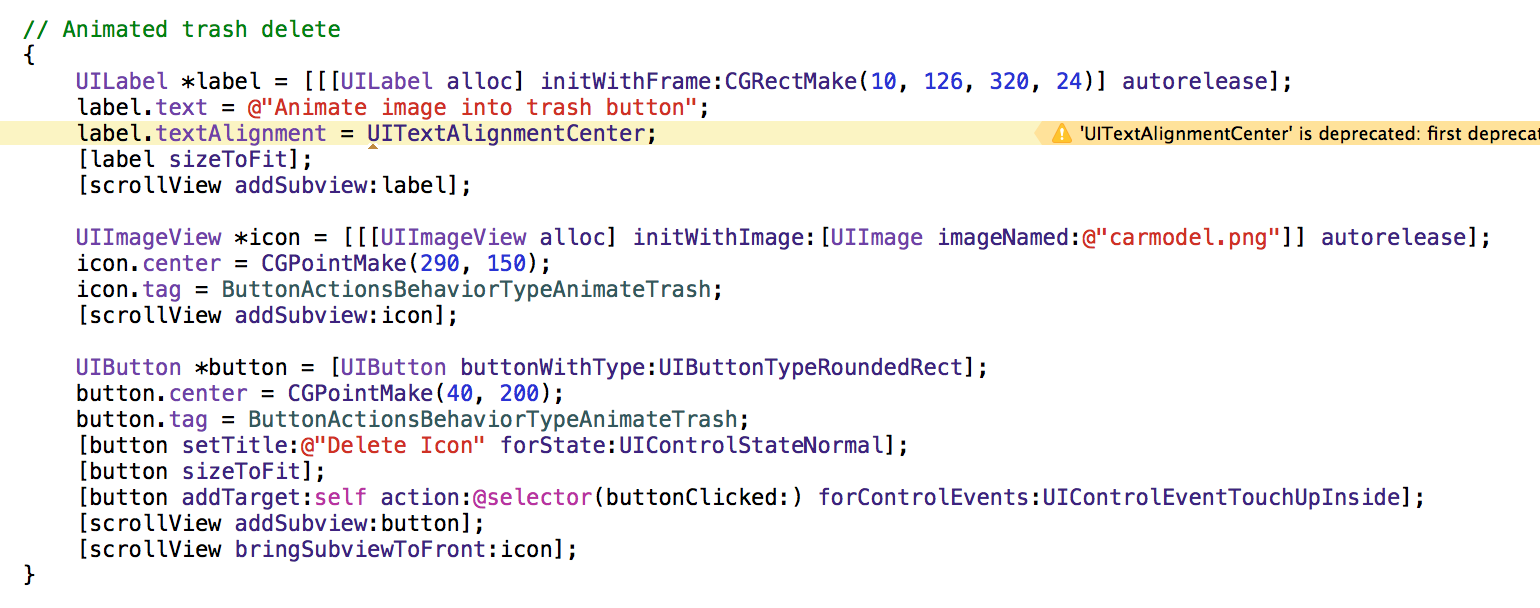 // Animated trash delete
{
    UILabel *label = [[[UILabel alloc] initWithFrame:CGRectMake(10, 126, 320, 24)] autorelease];
    label.text = @"Animate image into trash button";
    label.textAlignment = UITextAlignmentCenter; 'UITextAlignmentCenter' is deprecated: first deprecat
    [label sizeToFit];
    [scrollView addSubview:label];

    UIImageView *icon = [[[UIImageView alloc] initWithImage:[UIImage imageNamed:@"carmodel.png"]] autorelease];
    icon.center = CGPointMake(290, 150);
    icon.tag = ButtonActionsBehaviorTypeAnimateTrash;
    [scrollView addSubview:icon];

    UIButton *button = [UIButton buttonWithType:UIButtonTypeRoundedRect];
    button.center = CGPointMake(40, 200);
    button.tag = ButtonActionsBehaviorTypeAnimateTrash;
    [button setTitle:@"Delete Icon" forState:UIControlStateNormal];
    [button sizeToFit];
    [button addTarget:self action:@selector(buttonClicked:) forControlEvents:UIControlEventTouchUpInside];
    [scrollView addSubview:button];
    [scrollView bringSubviewToFront:icon];
}